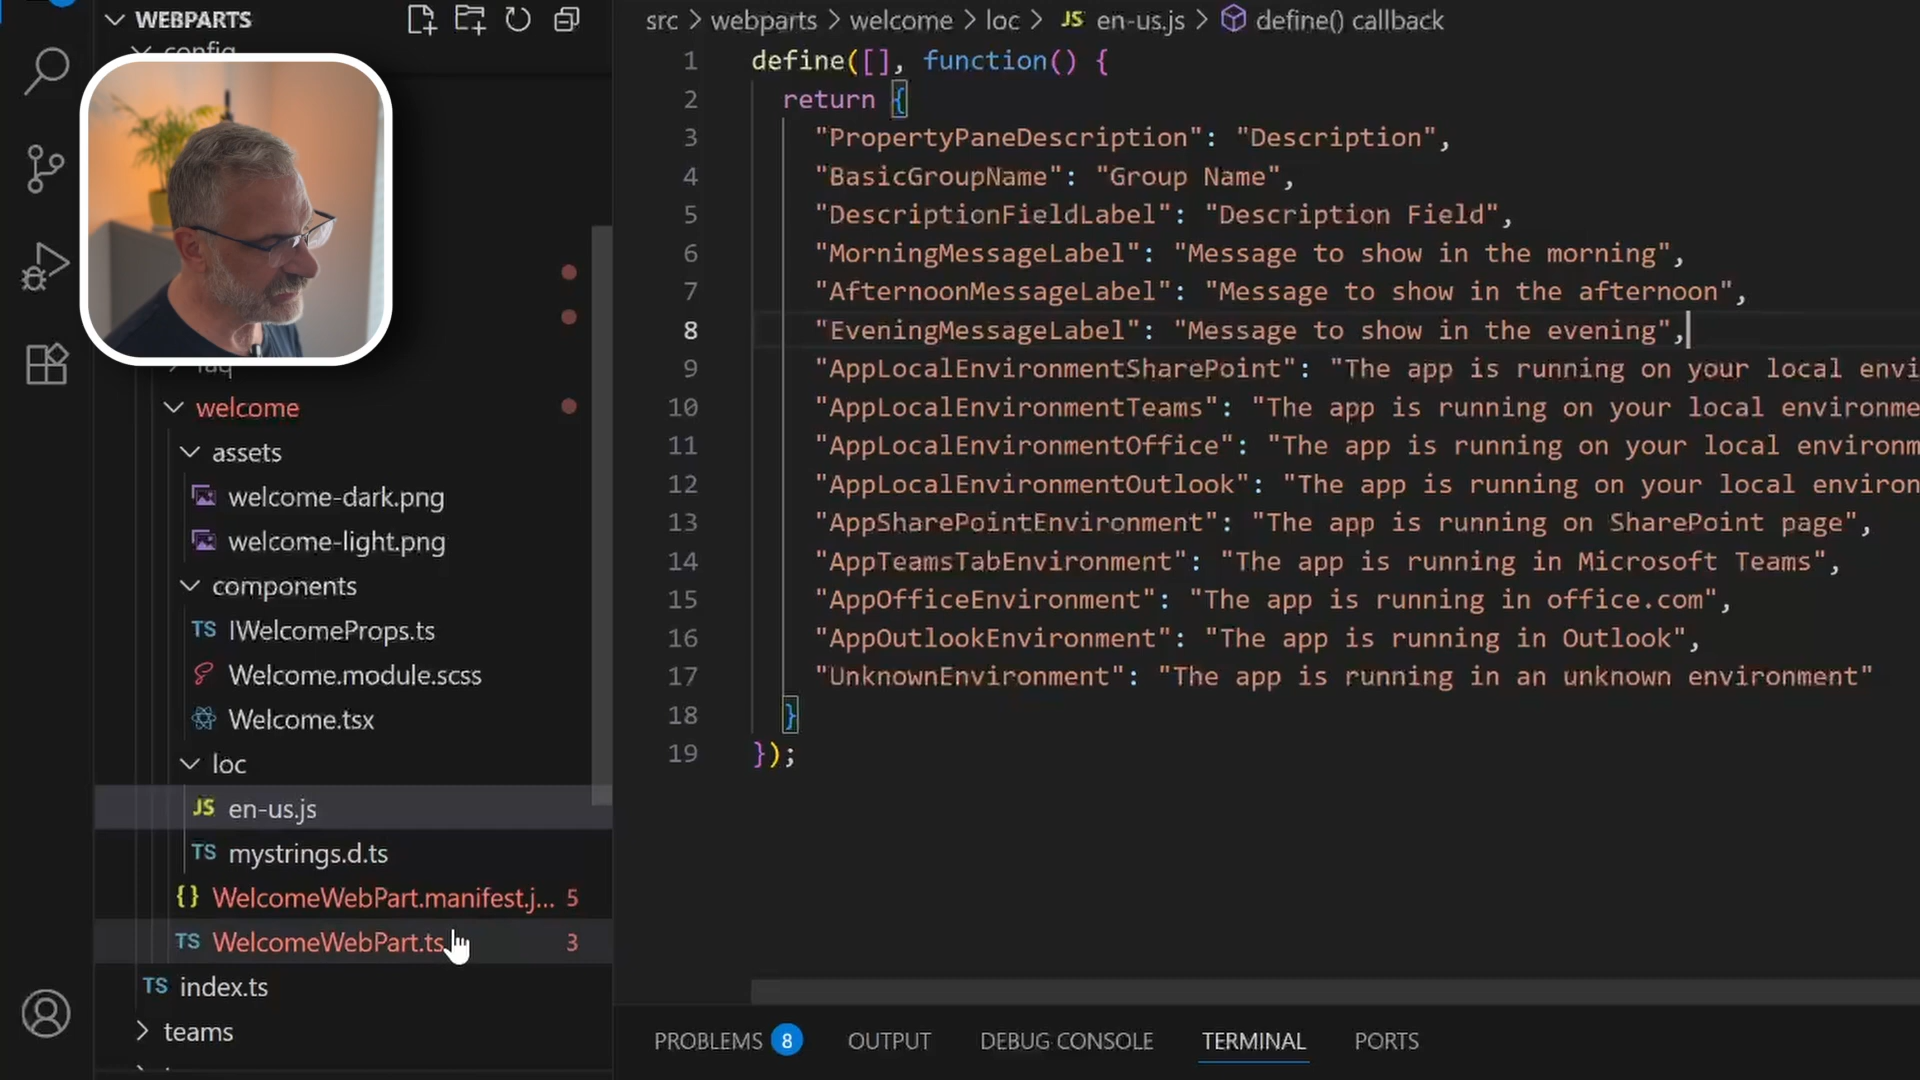 WEBPARTS
config
faq
welcome
assets
welcome-dark.png
welcome-light.png
components
IWelcomeProps.ts
Welcome.module.scss
Welcome.tsx
loc
JS en-us.js
TS mystrings.d.ts
{} WelcomeWebPart.manifest.j... 5
TS WelcomeWebPart.ts 3
TS index.ts
teams
src > webparts > welcome > loc > JS en-us.js > define() callback
1 define([], function() {
2 return {
3 "PropertyPaneDescription": "Description",
4 "BasicGroupName": "Group Name",
5 "DescriptionFieldLabel": "Description Field",
6 "MorningMessageLabel": "Message to show in the morning",
7 "AfternoonMessageLabel": "Message to show in the afternoon",
8 "EveningMessageLabel": "Message to show in the evening",
9 "AppLocalEnvironmentSharePoint": "The app is running on your local envi
10 "AppLocalEnvironmentTeams": "The app is running on your local environme
11 "AppLocalEnvironmentOffice": "The app is running on your local environm
12 "AppLocalEnvironmentOutlook": "The app is running on your local environ
13 "AppSharePointEnvironment": "The app is running on SharePoint page",
14 "AppTeamsTabEnvironment": "The app is running in Microsoft Teams",
15 "AppOfficeEnvironment": "The app is running in office.com",
16 "AppOutlookEnvironment": "The app is running in Outlook",
17 "UnknownEnvironment": "The app is running in an unknown environment"
18 }
19 });
PROBLEMS 8 OUTPUT DEBUG CONSOLE TERMINAL PORTS